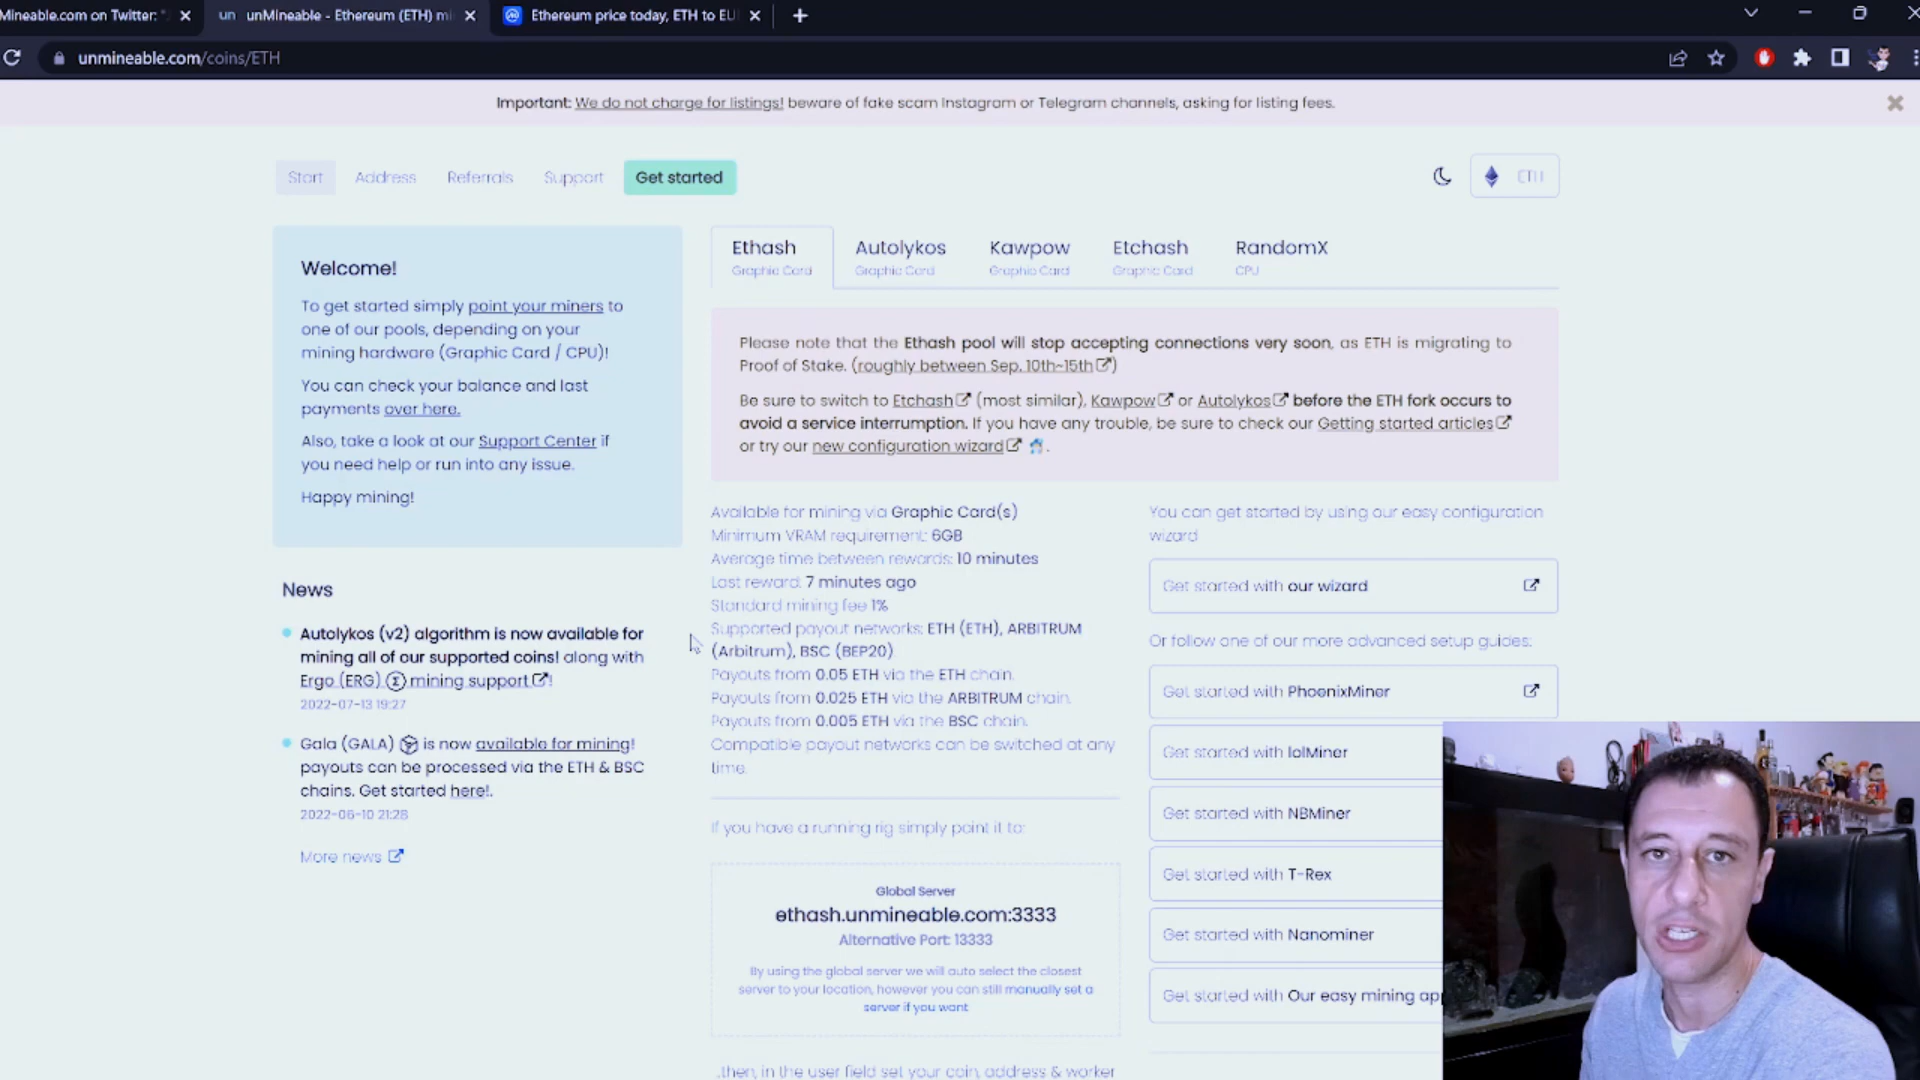 Mineable.com on Twitter: "
un unMineable - Ethereum (ETH) mi
Ethereum price today, ETH to EU
unmineable.com/coins/ETH
Important: We do not charge for listings! beware of fake scam Instagram or Telegram channels, asking for listing fees.
Start
Address
Referrals
Support
Get started
ETH
Welcome!
To get started simply point your miners to
one of our pools, depending on your
mining hardware (Graphic Card / CPU)!
You can check your balance and last
payments over here.
Also, take a look at our Support Center if
you need help or run into any issue.
Happy mining!
News
Autolykos (v2) algorithm is now available for
mining all of our supported coins! along with
Ergo (ERG) mining support!
2022-07-13 19:27
Gala (GALA) is now available for mining!
payouts can be processed via the ETH & BSC
chains. Get started here!.
2022-06-10 21:28
More news
Ethash
Graphic Card
Autolykos
Graphic Card
Kawpow
Graphic Card
Etchash
Graphic Card
RandomX
CPU
Please note that the Ethash pool will stop accepting connections very soon, as ETH is migrating to
Proof of Stake. (roughly between Sep. 10th~15th)
Be sure to switch to Etchash (most similar), Kawpow or Autolykos before the ETH fork occurs to
avoid a service interrumption. If you have any trouble, be sure to check our Getting started articles
or try our new configuration wizard.
Available for mining via Graphic Card(s)
Minimum VRAM requirement: 6GB
Average time between rewards: 10 minutes
Last reward: 7 minutes ago
Standard mining fee 1%
Supported payout networks: ETH (ETH), ARBITRUM
(Arbitrum), BSC (BEP20)
Payouts from 0.05 ETH via the ETH chain.
Payouts from 0.025 ETH via the ARBITRUM chain.
Payouts from 0.005 ETH via the BSC chain.
Compatible payout networks can be switched at any
time.
If you have a running rig simply point it to:
Global Server
ethash.unmineable.com:3333
Alternative Port: 13333
By using the global server we will auto select the closest
server to your location, however you can still manually set a
server if you want
...then, in the user field set your coin, address & worker
You can get started by using our easy configuration
wizard
Get started with our wizard
Or follow one of our more advanced setup guides:
Get started with PhoenixMiner
Get started with lolMiner
Get started with NBMiner
Get started with T-Rex
Get started with Nanominer
Get started with Our easy mining app